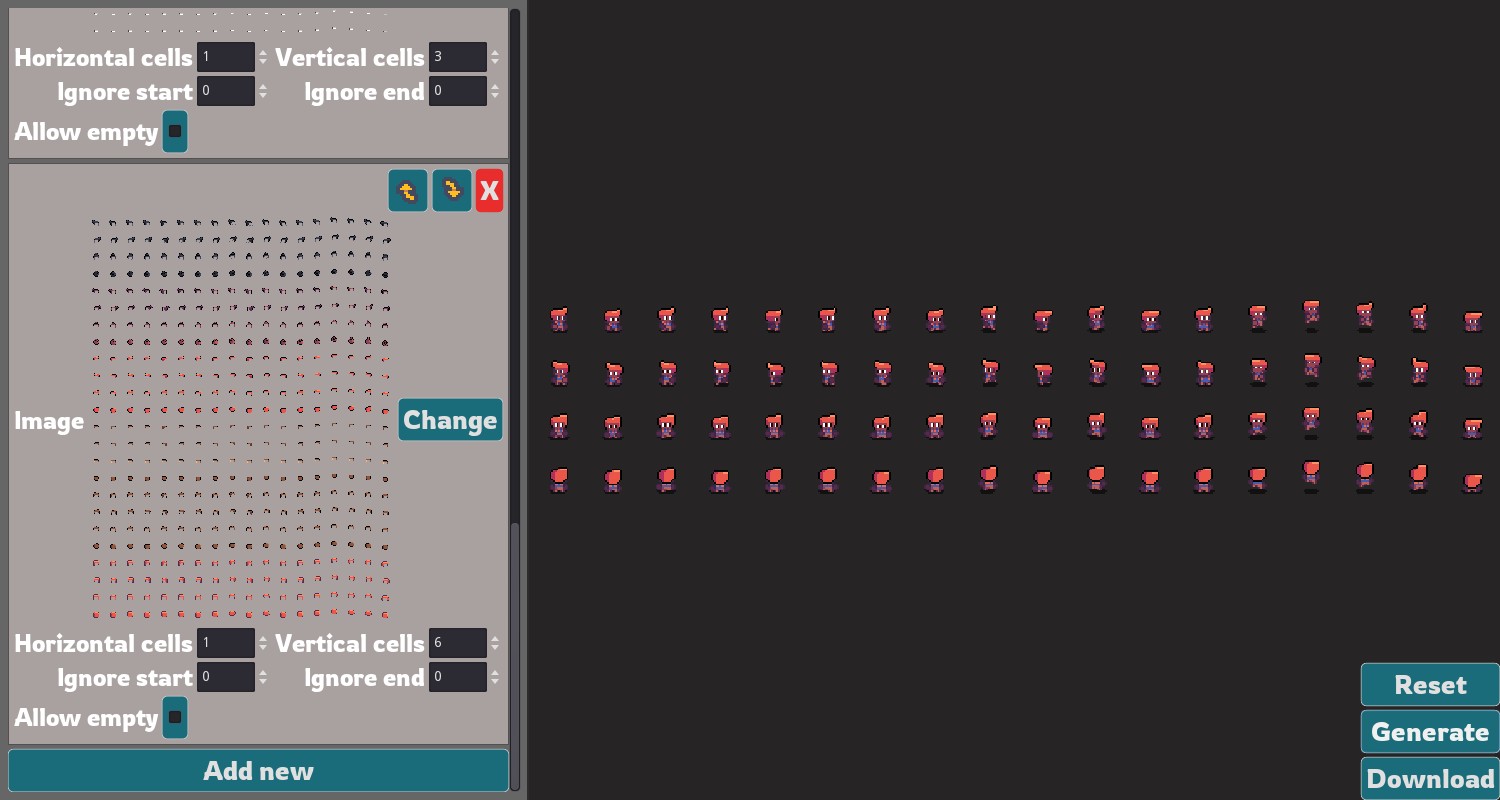 Horizontal cells 1 Vertical cells 3
Ignore start 0 Ignore end 0
Allow empty
X
Image Change
Horizontal cells 1 Vertical cells 6
Ignore start 0 Ignore end 0
Allow empty
Add new
Reset
Generate
Download